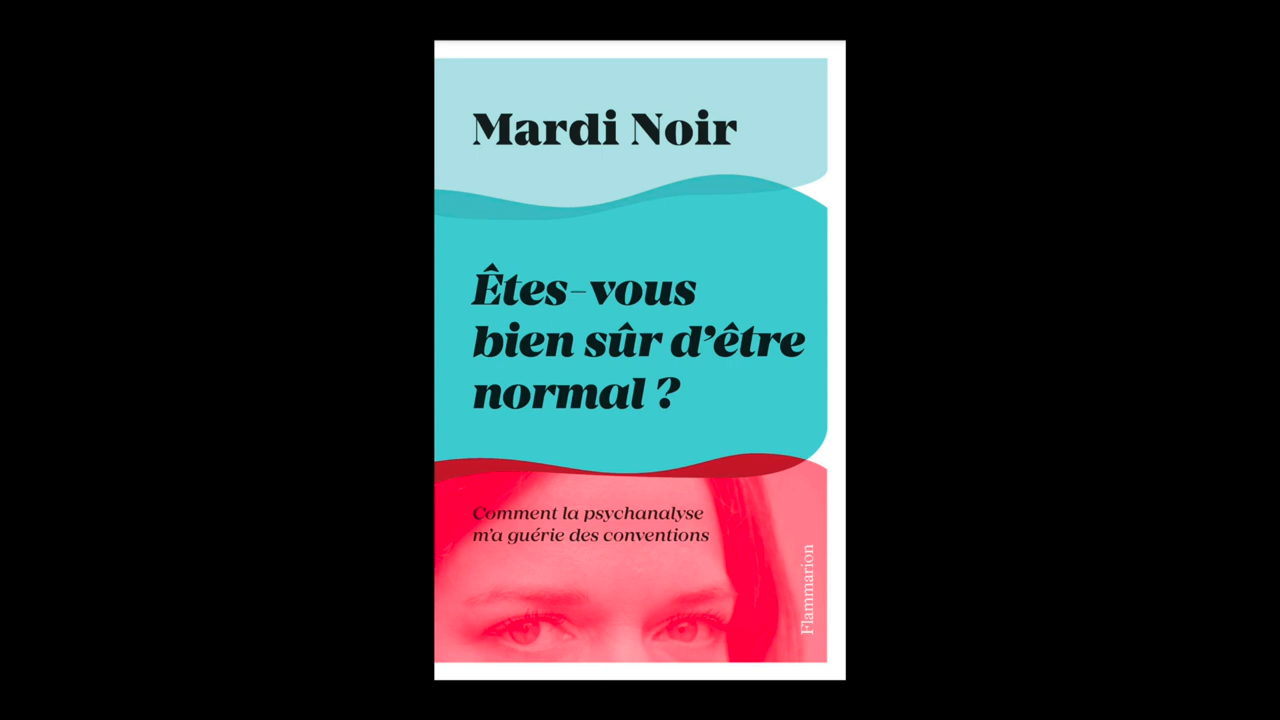 Mardi Noir
Êtes-vous
bien sûr d’être
normal ?
Comment la psychanalyse
m’a guérie des conventions
Flammarion